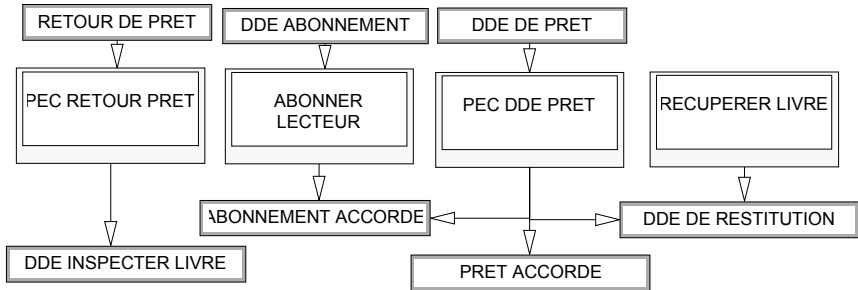 RETOUR DE PRET
DDE ABONNEMENT
DDE DE PRET
PEC RETOUR PRET
ABONNER
LECTEUR
PEC DDE PRET
RECUPERER LIVRE
ABONNEMENT ACCORDE
DDE DE RESTITUTION
DDE INSPECTER LIVRE
PRET ACCORDE